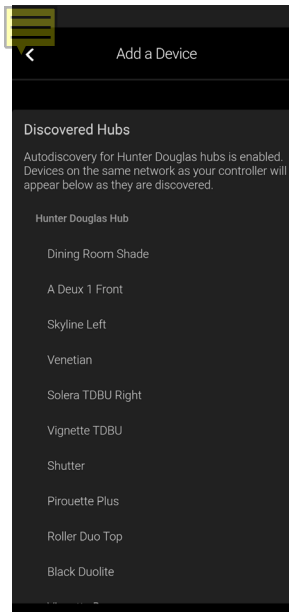 Add a Device
Discovered Hubs
Autodiscovery for Hunter Douglas hubs is enabled.
Devices on the same network as your controller will
appear below as they are discovered.
Hunter Douglas Hub
Dining Room Shade
A Deux 1 Front
Skyline Left
Venetian
Solera TDBU Right
Vignette TDBU
Shutter
Pirouette Plus
Roller Duo Top
Black Duolite